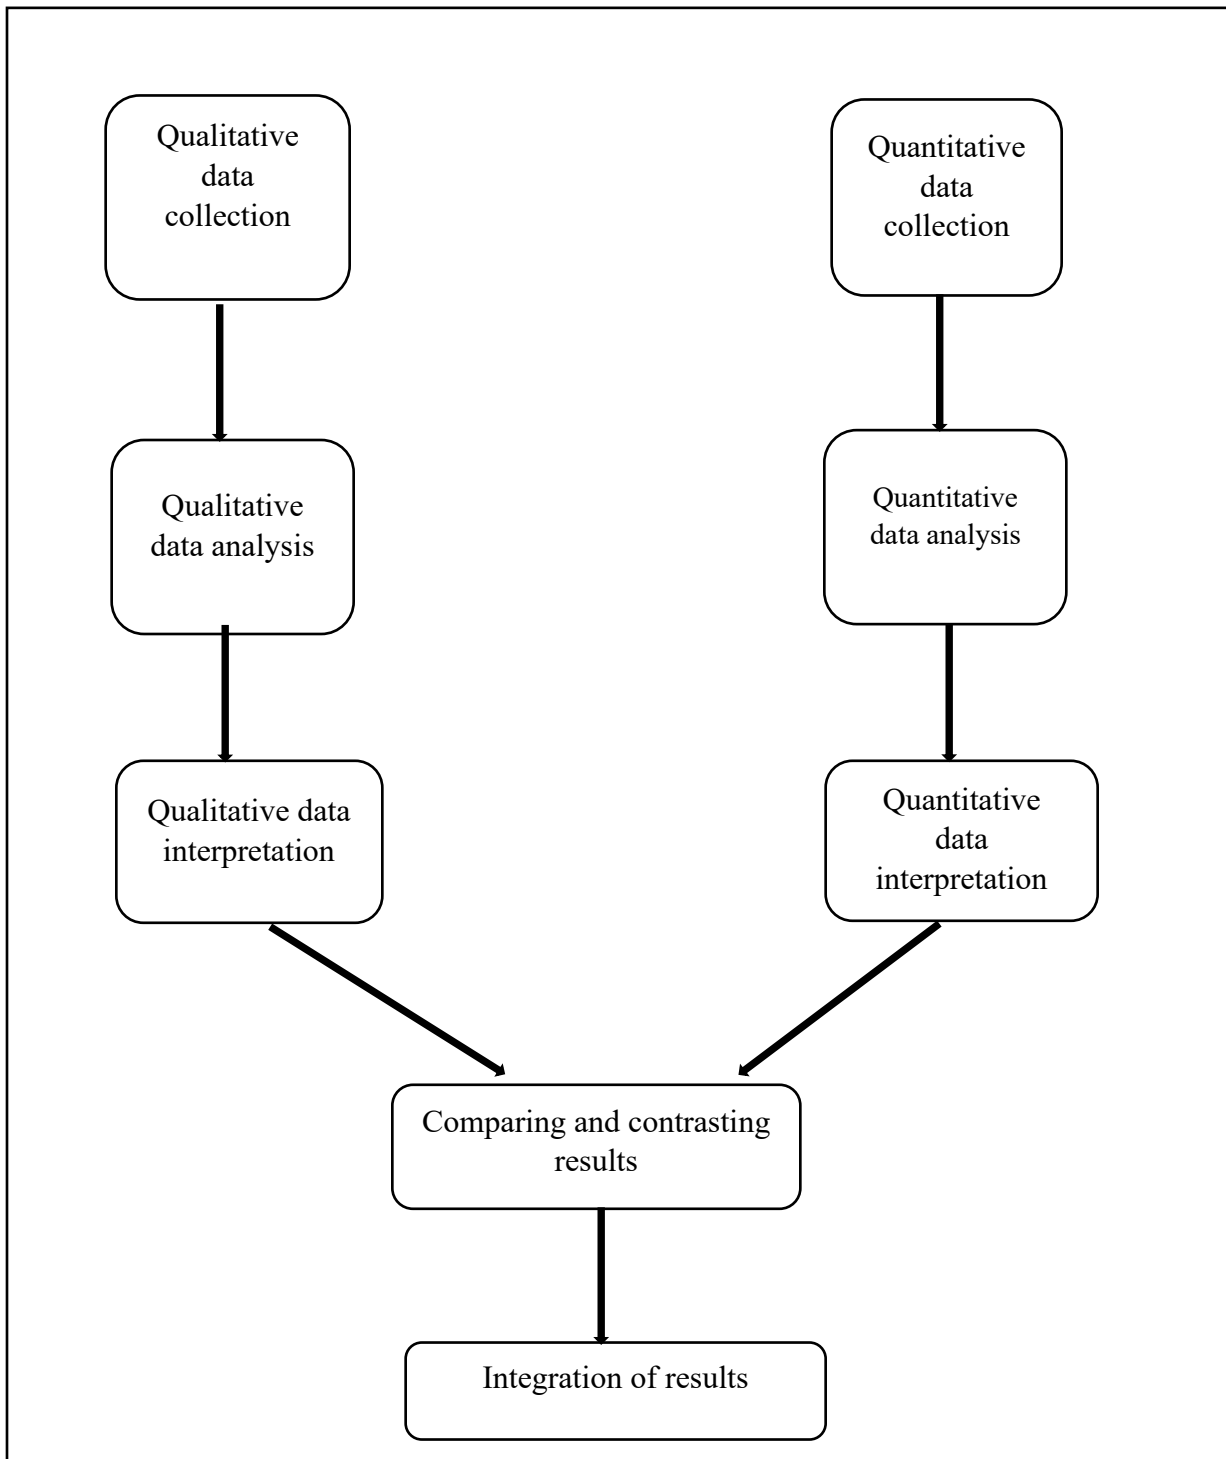 Qualitative
data
collection
Quantitative
data
collection
Qualitative
data analysis
Quantitative
data analysis
Qualitative data
interpretation
Quantitative
data
interpretation
Comparing and contrasting
results
Integration of results